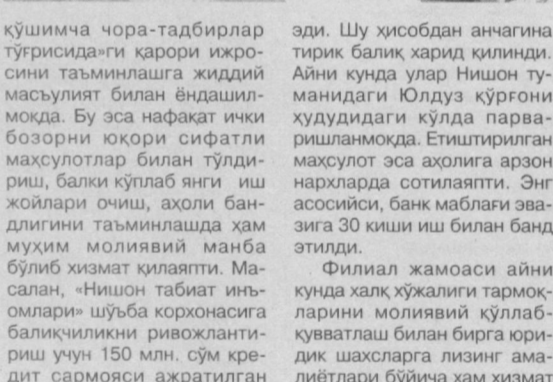 қўшимча чора-тадбирлар
тўғрисида»ги қарори ижро-
сини таъминлашга жиддий
масъулият билан ёндашил-
моқда. Бу эса нафақат ички
бозорни юқори сифатли
маҳсулотлар билан тўлди-
риш, балки кўплаб янги иш
жойлари очиш, аҳоли бан-
длигини таъминлашда ҳам
муҳим молиявий манба
бўлиб хизмат қилаяпти. Ма-
салан, «Нишон табиат инъ-
омлари» шўъба корхонасига
балиқчиликни ривожланти-
риш учун 150 млн. сўм кре-
дит сармояси ажратилган
эди. Шу ҳисобдан анчагина
тирик балиқ харид қилинди.
Айни кунда улар Нишон ту-
манидаги Юлдуз қўрғони
ҳудудидаги кўлда парва-
ришланмоқда. Етиштирилган
маҳсулот эса аҳолига арзон
нархларда сотилаяпти. Энг
асосийси, банк маблағи эва-
зига 30 киши иш билан банд
этилди.
Филиал жамоаси айни
кунда халқ хўжалиги тармоқ-
ларини молиявий қўллаб-
қувватлаш билан бирга юри-
дик шахсларга лизинг ама-
лиётлари бўйича ҳам хизмат